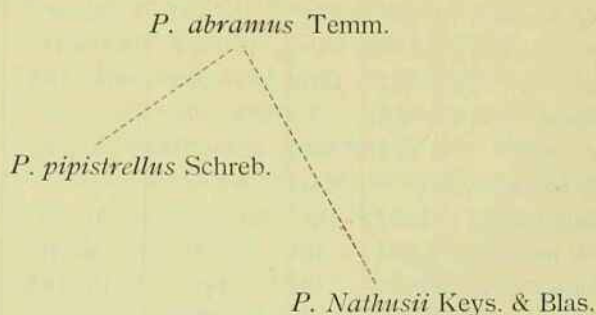 P. abramus Temm.
P. pipistrellus Schreb.
P. Nathusii Keys. & Blas.